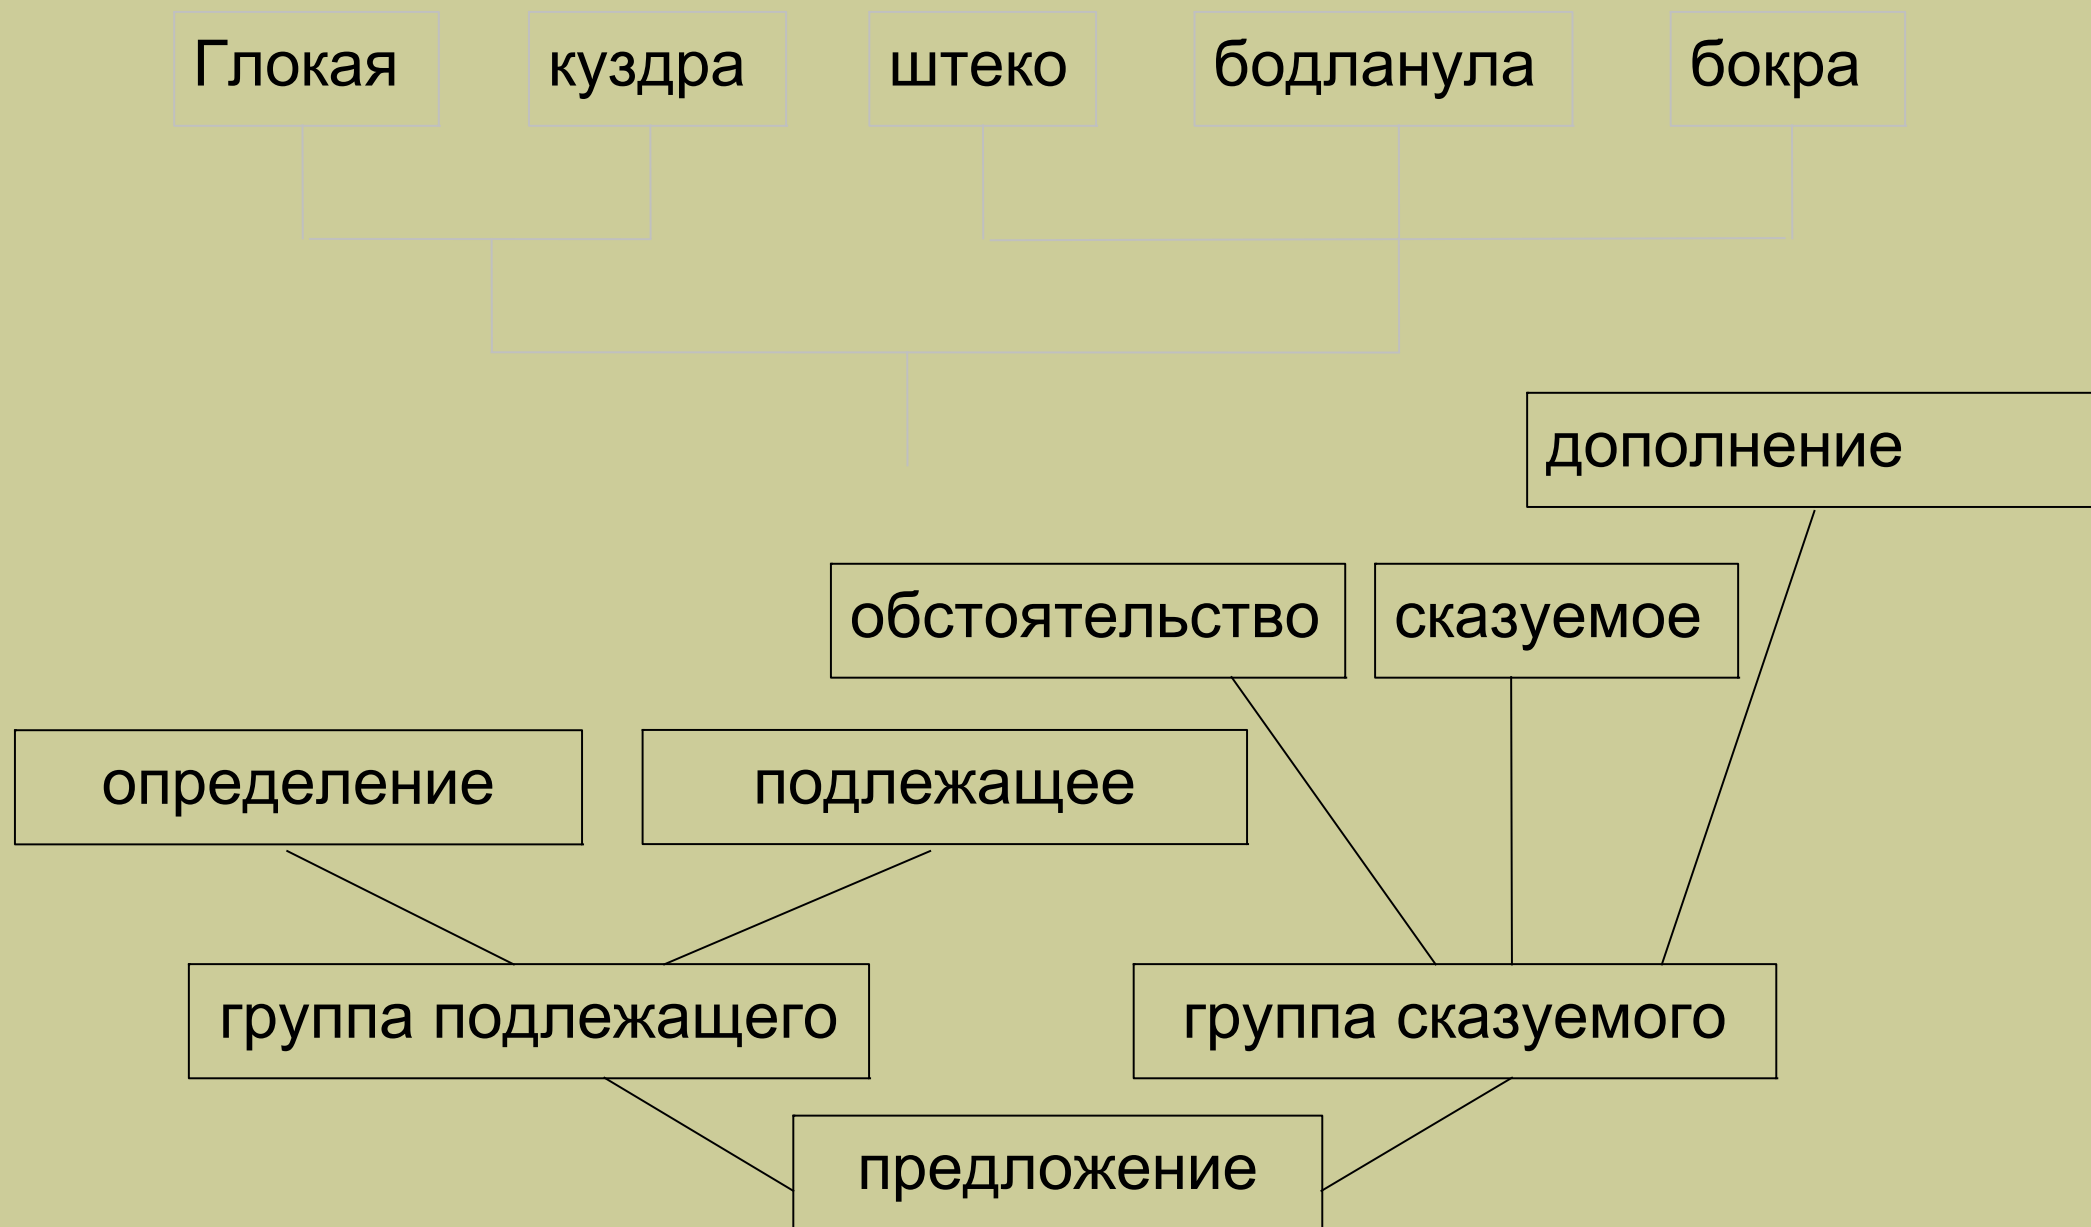 Глокая куздра штеко бодланула бокра
дополнение
обстоятельство сказуемое
определение подлежащее
группа подлежащего группа сказуемого
предложение